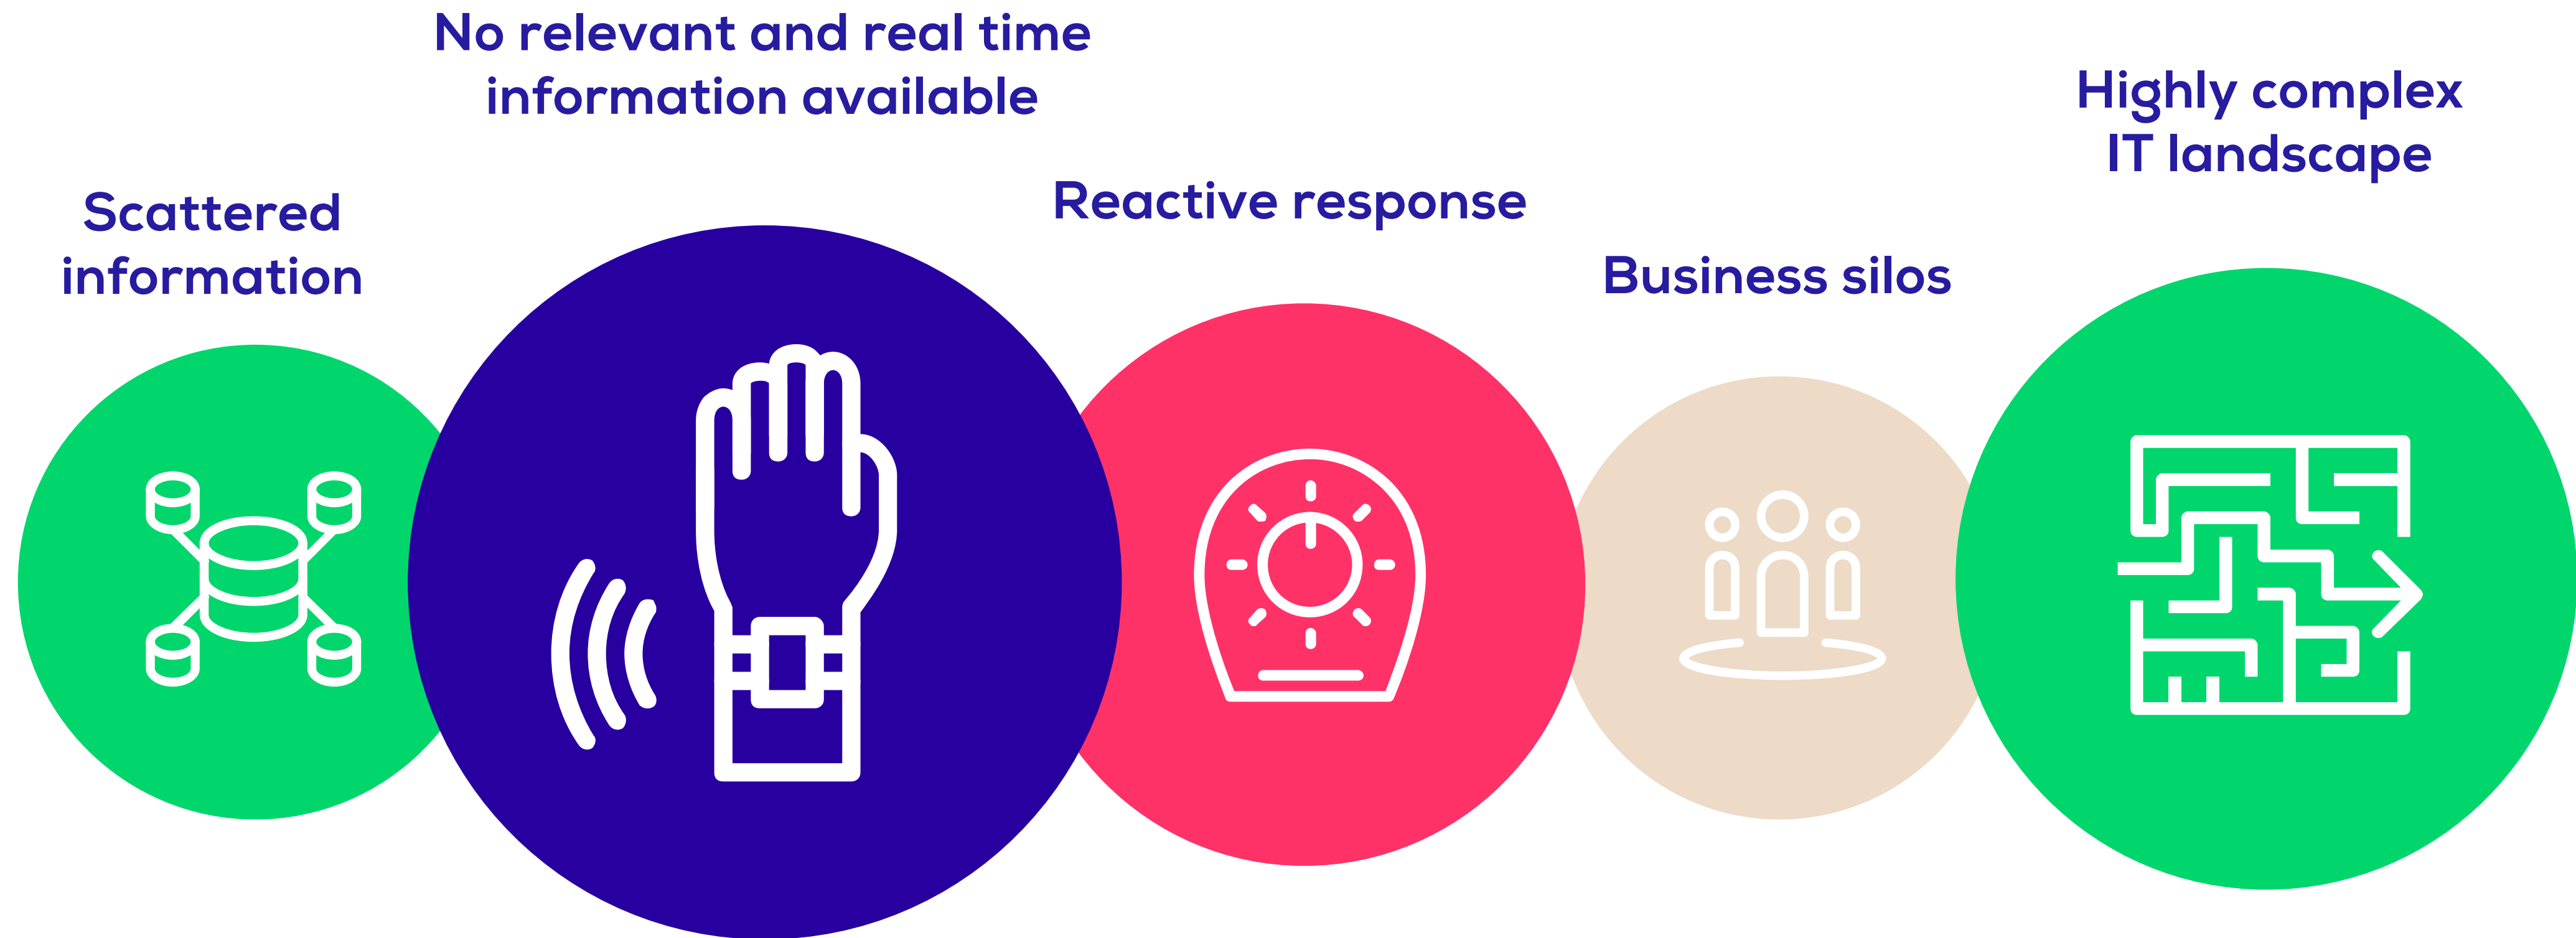 Scattered
information
No relevant and real time
information available
Reactive response
Business silos
Highly complex
IT landscape